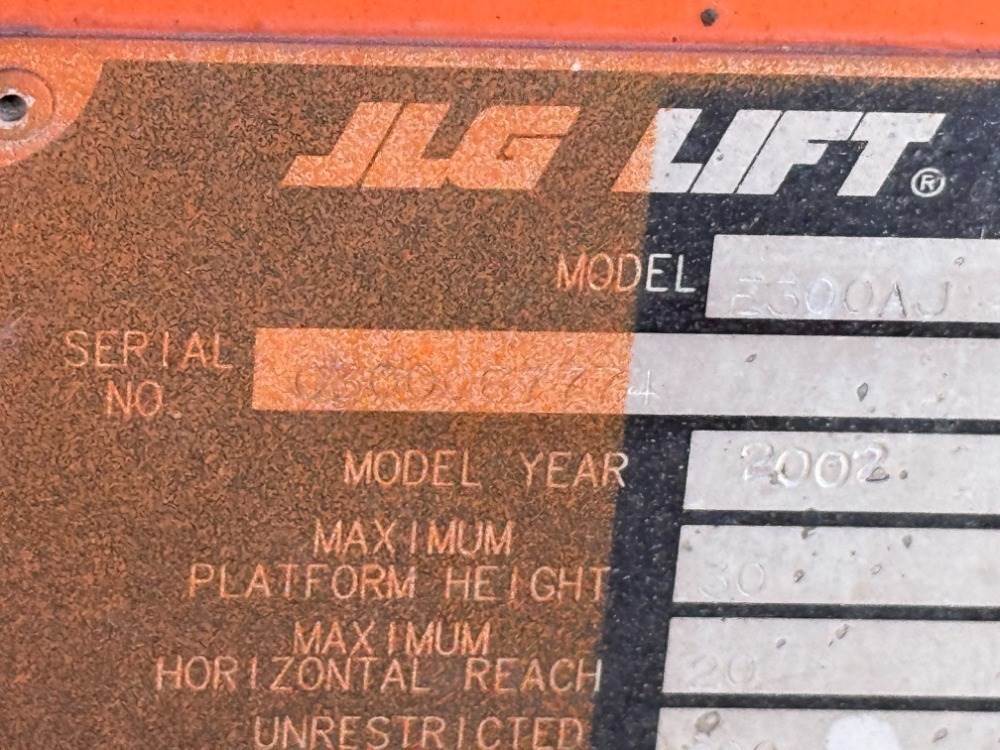 JLG LIFT®
MODEL E300AJ
SERIAL
NO.
MODEL YEAR 2002
MAXIMUM
PLATFORM HEIGHT 30
MAXIMUM
HORIZONTAL REACH 20
UNRESTRICTED